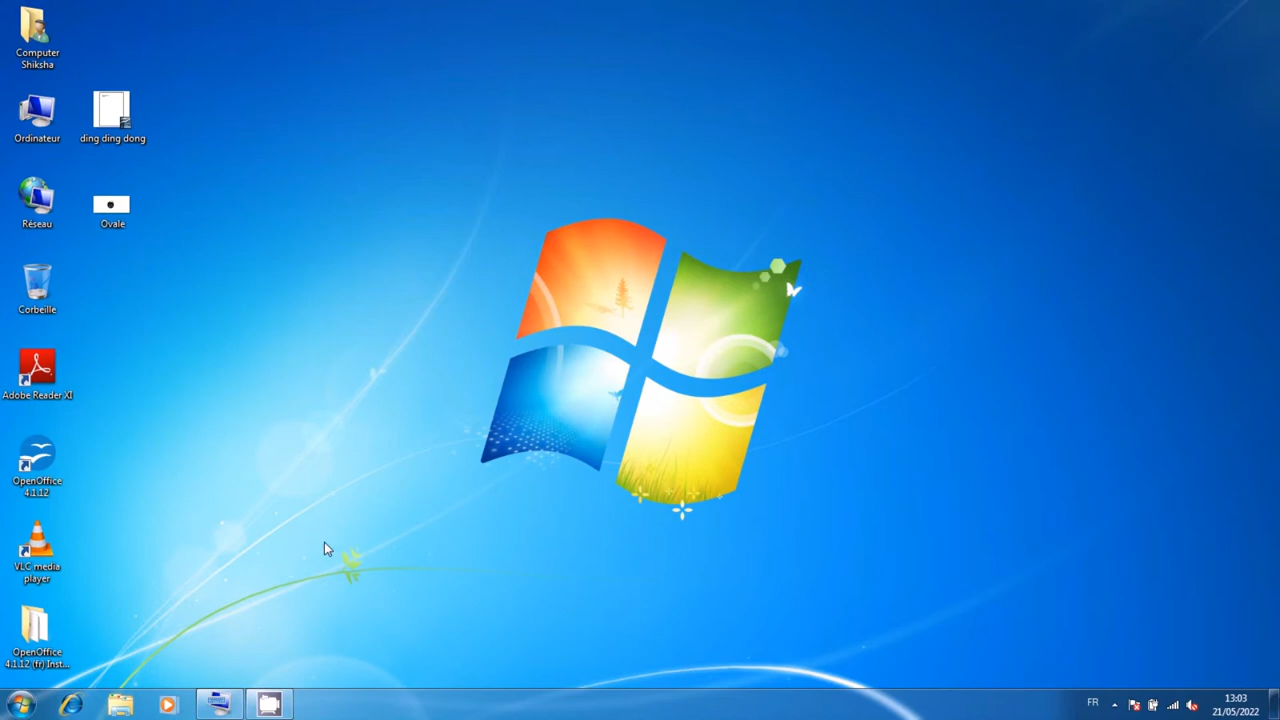 Computer
Shiksha
Ordinateur
ding ding dong
Réseau
Ovale
Corbeille
Adobe Reader XI
OpenOffice
4.1.12
VLC media
player
OpenOffice
4.1.12 (fr) Inst...
FR
13:03
21/05/2022